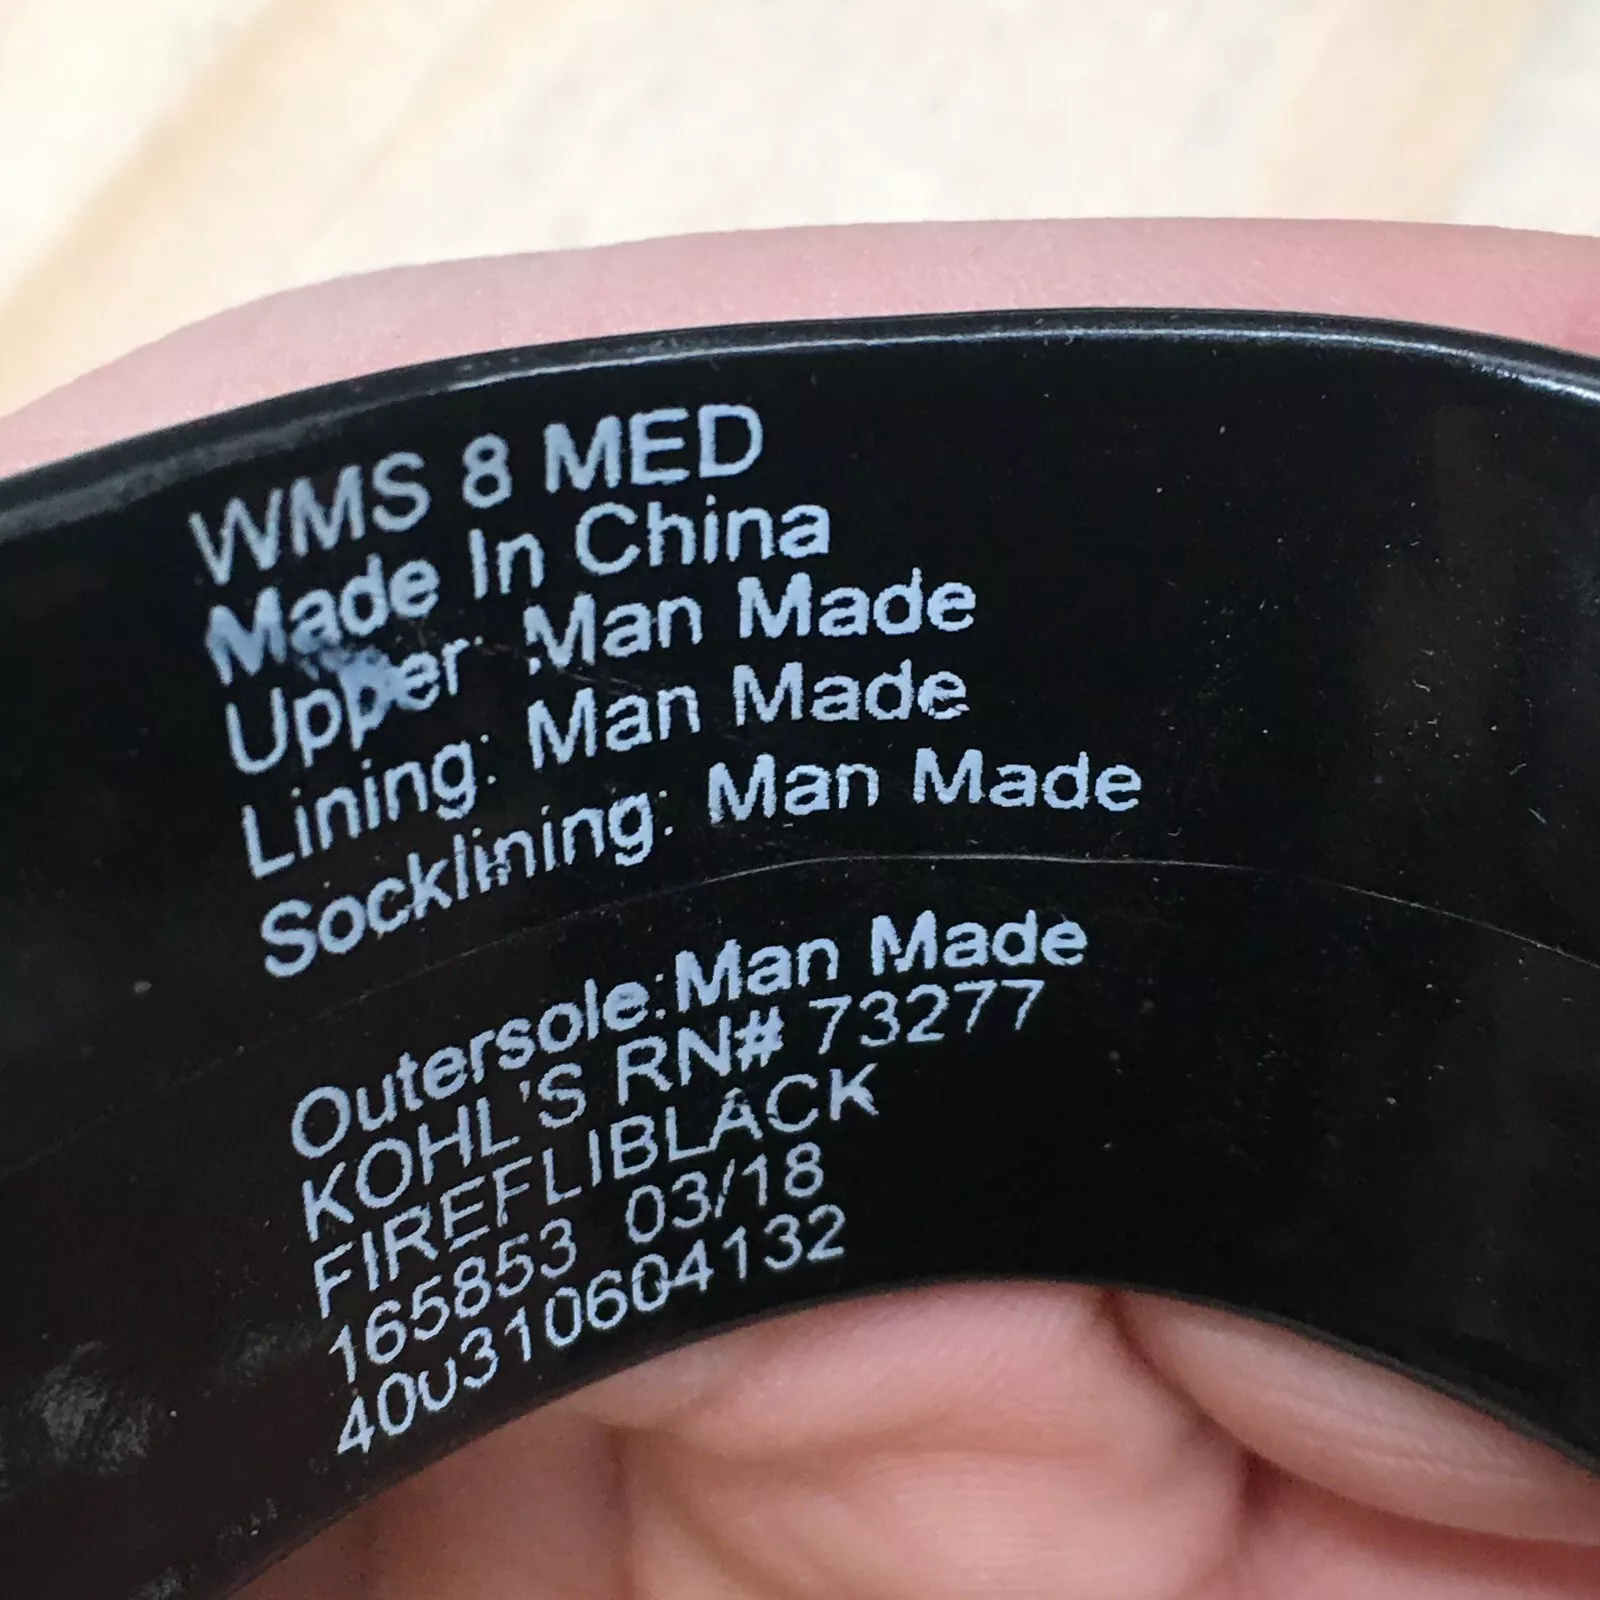 WMS 8 MED
Made In China
Upper: Man Made
Lining: Man Made
Socklining: Man Made
Outersole:Man Made
KOHL'S RN# 73277
FIREFLIBLACK
165853 03/18
400310604132